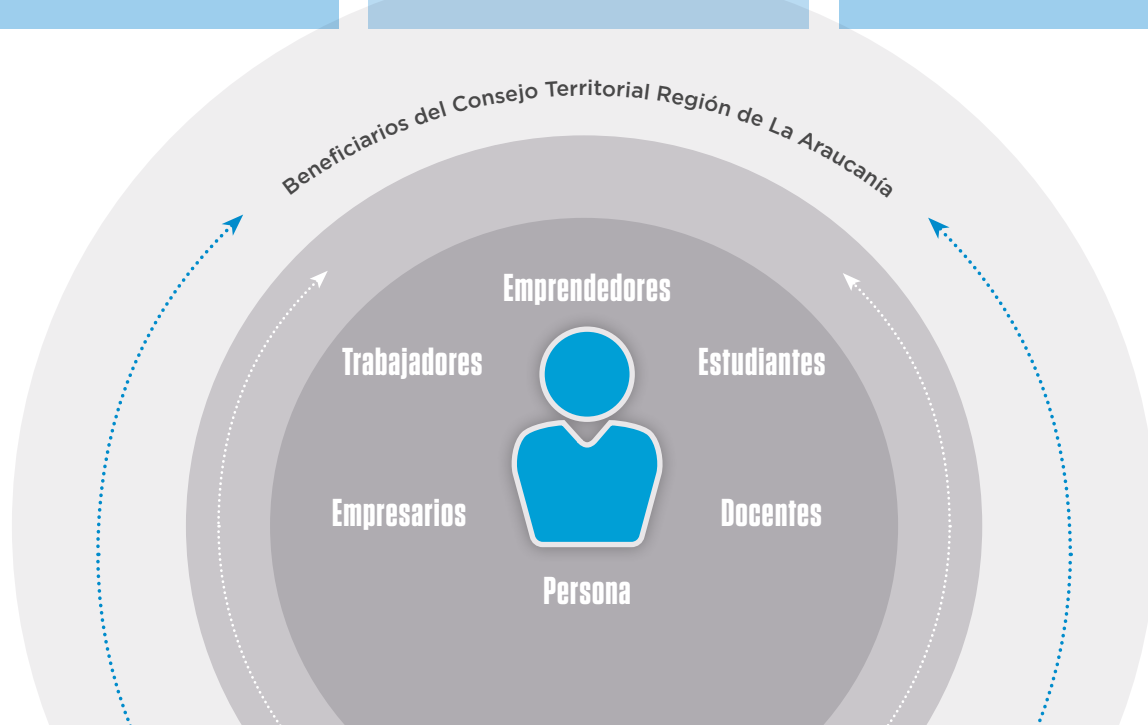 Beneficiarios del Consejo Territorial Región de La Araucanía
Emprendedores
Trabajadores
Estudiantes
Empresarios
Docentes
Persona